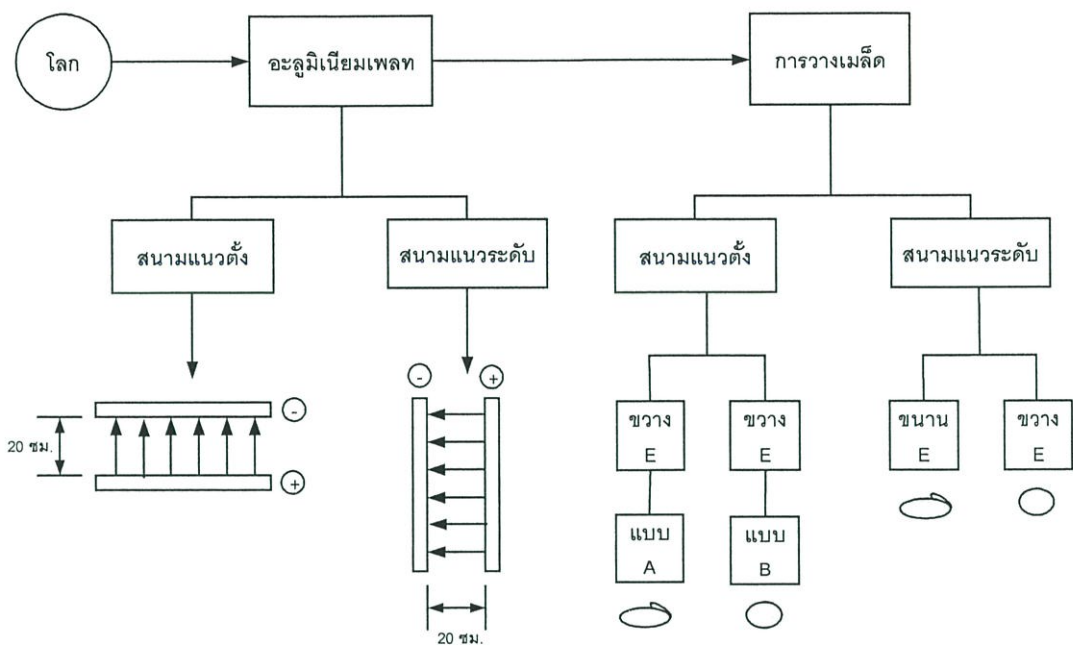 โลก
อะลูมิเนียมเพลท
การวางเมล็ด
สนามแนวตั้ง
สนามแนวระดับ
สนามแนวตั้ง
สนามแนวระดับ
-
+
20 ซม.
-
+
20 ซม.
ขวาง
E
ขวาง
E
ขนาน
E
ขวาง
E
แบบ
A
แบบ
B